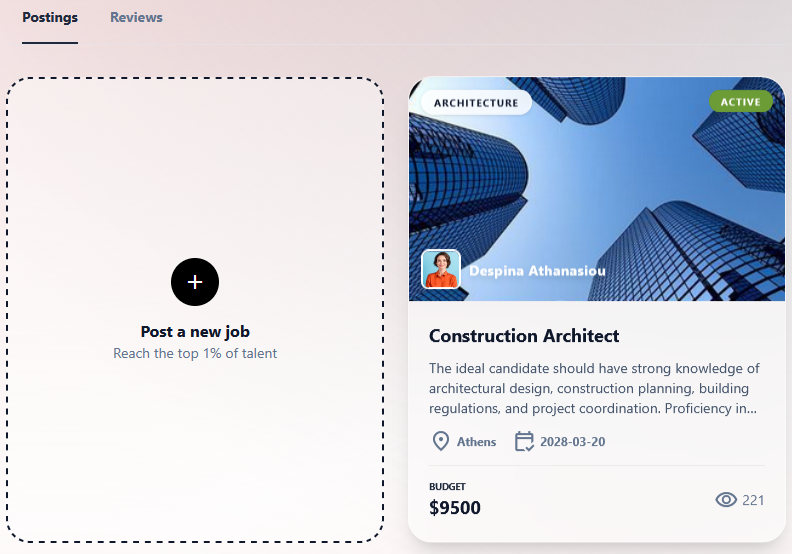 Postings
Reviews
Post a new job
Reach the top 1% of talent
ARCHITECTURE
ACTIVE
Despina Athanasiou
Construction Architect
The ideal candidate should have strong knowledge of
architectural design, construction planning, building
regulations, and project coordination. Proficiency in...
Athens
2028-03-20
BUDGET
$9500
221